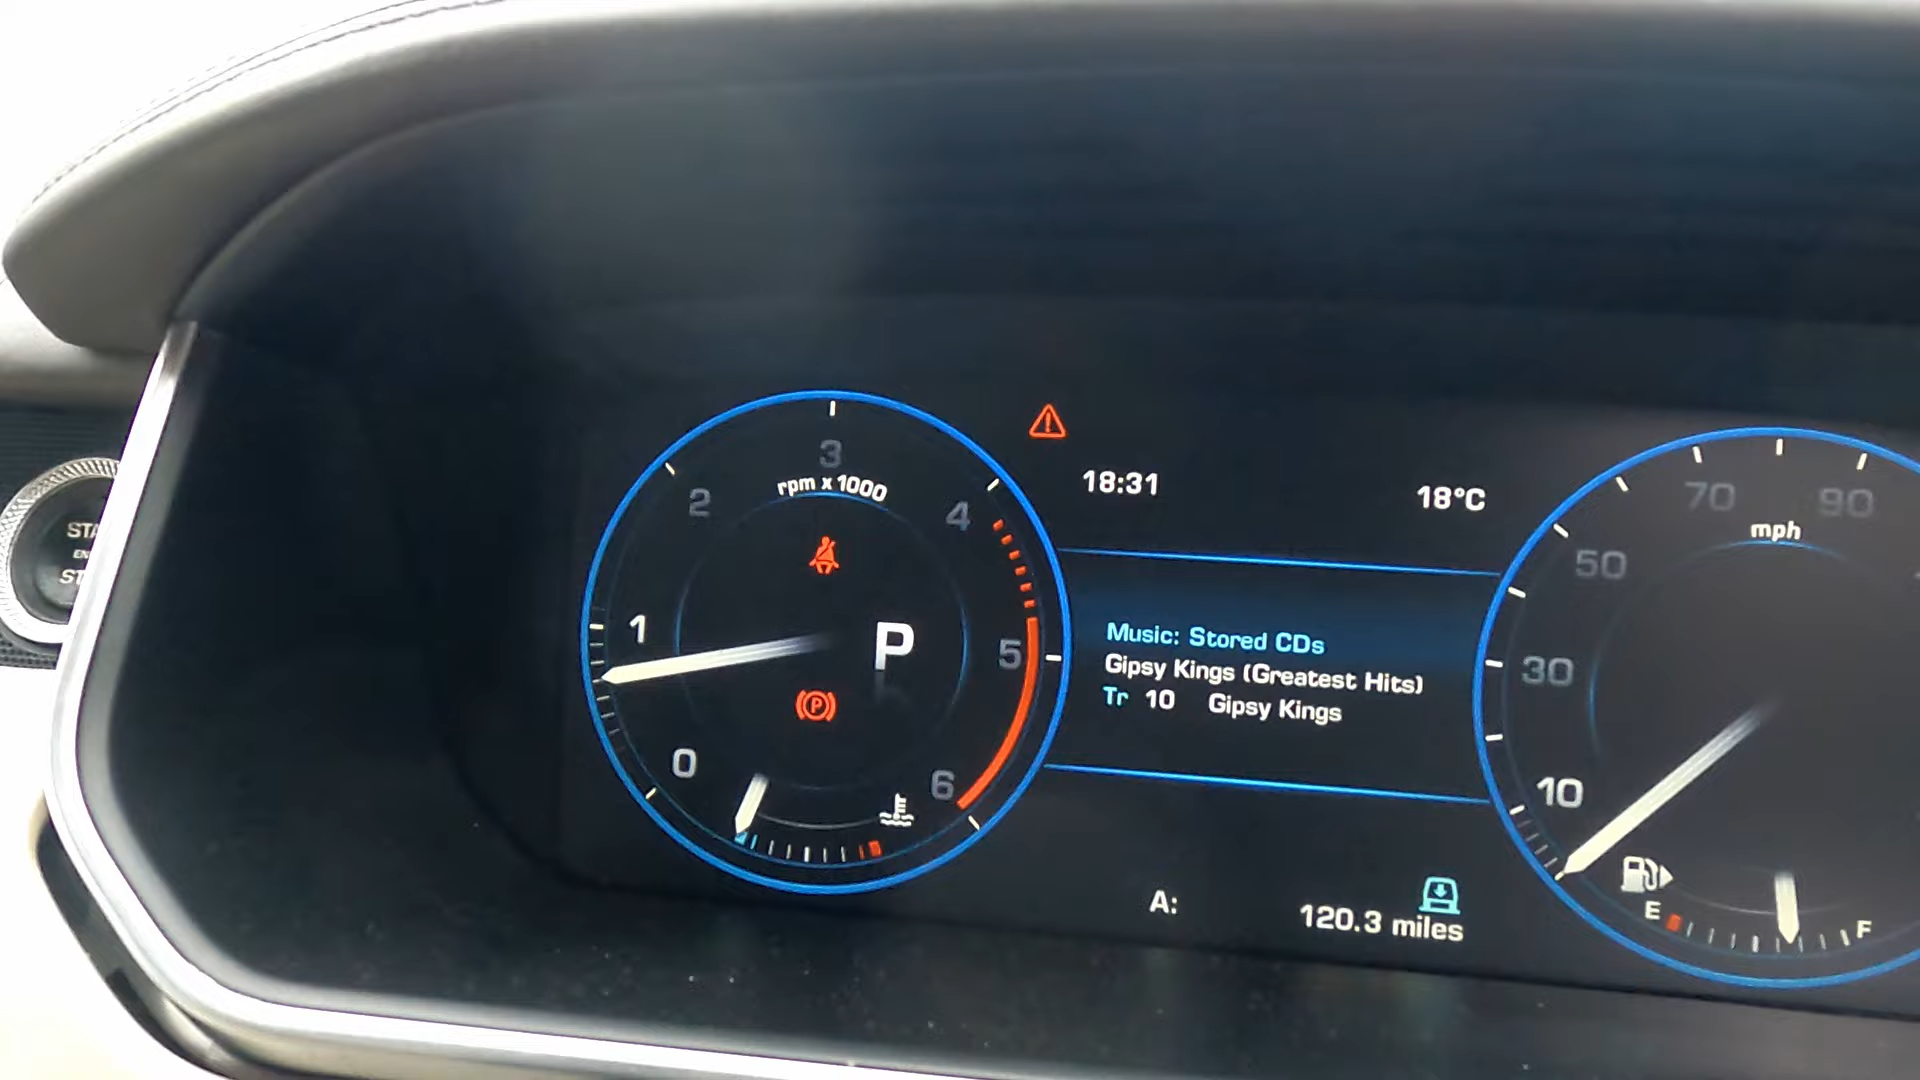 3
rpm x 1000
2
4
1
P
5
0
6
18:31
18°C
Music: Stored CDs
Gipsy Kings (Greatest Hits)
Tr 10 Gipsy Kings
A:
120.3 miles
70
90
mph
50
30
10
E
F